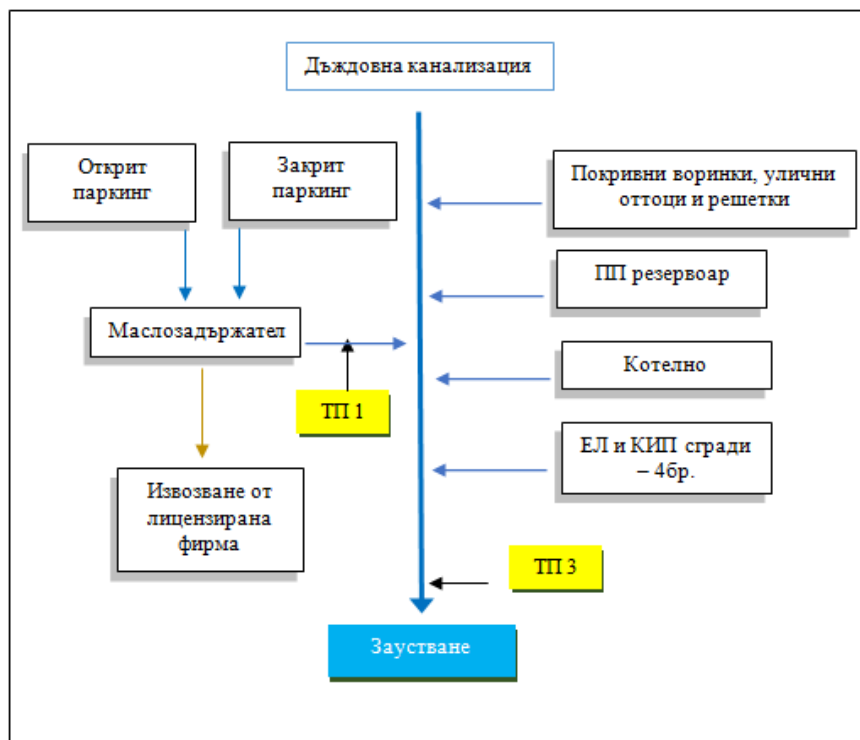 Дъждовна канализация
Открит
паркинг
Закрит
паркинг
Покривни воринки, улични
оттоци и решетки
ПП резервоар
Маслозадържател
Котелно
ТП 1
ЕЛ и КИП сгради
– 4бр.
Извозване от
лицензирана
фирма
ТП 3
Заустване